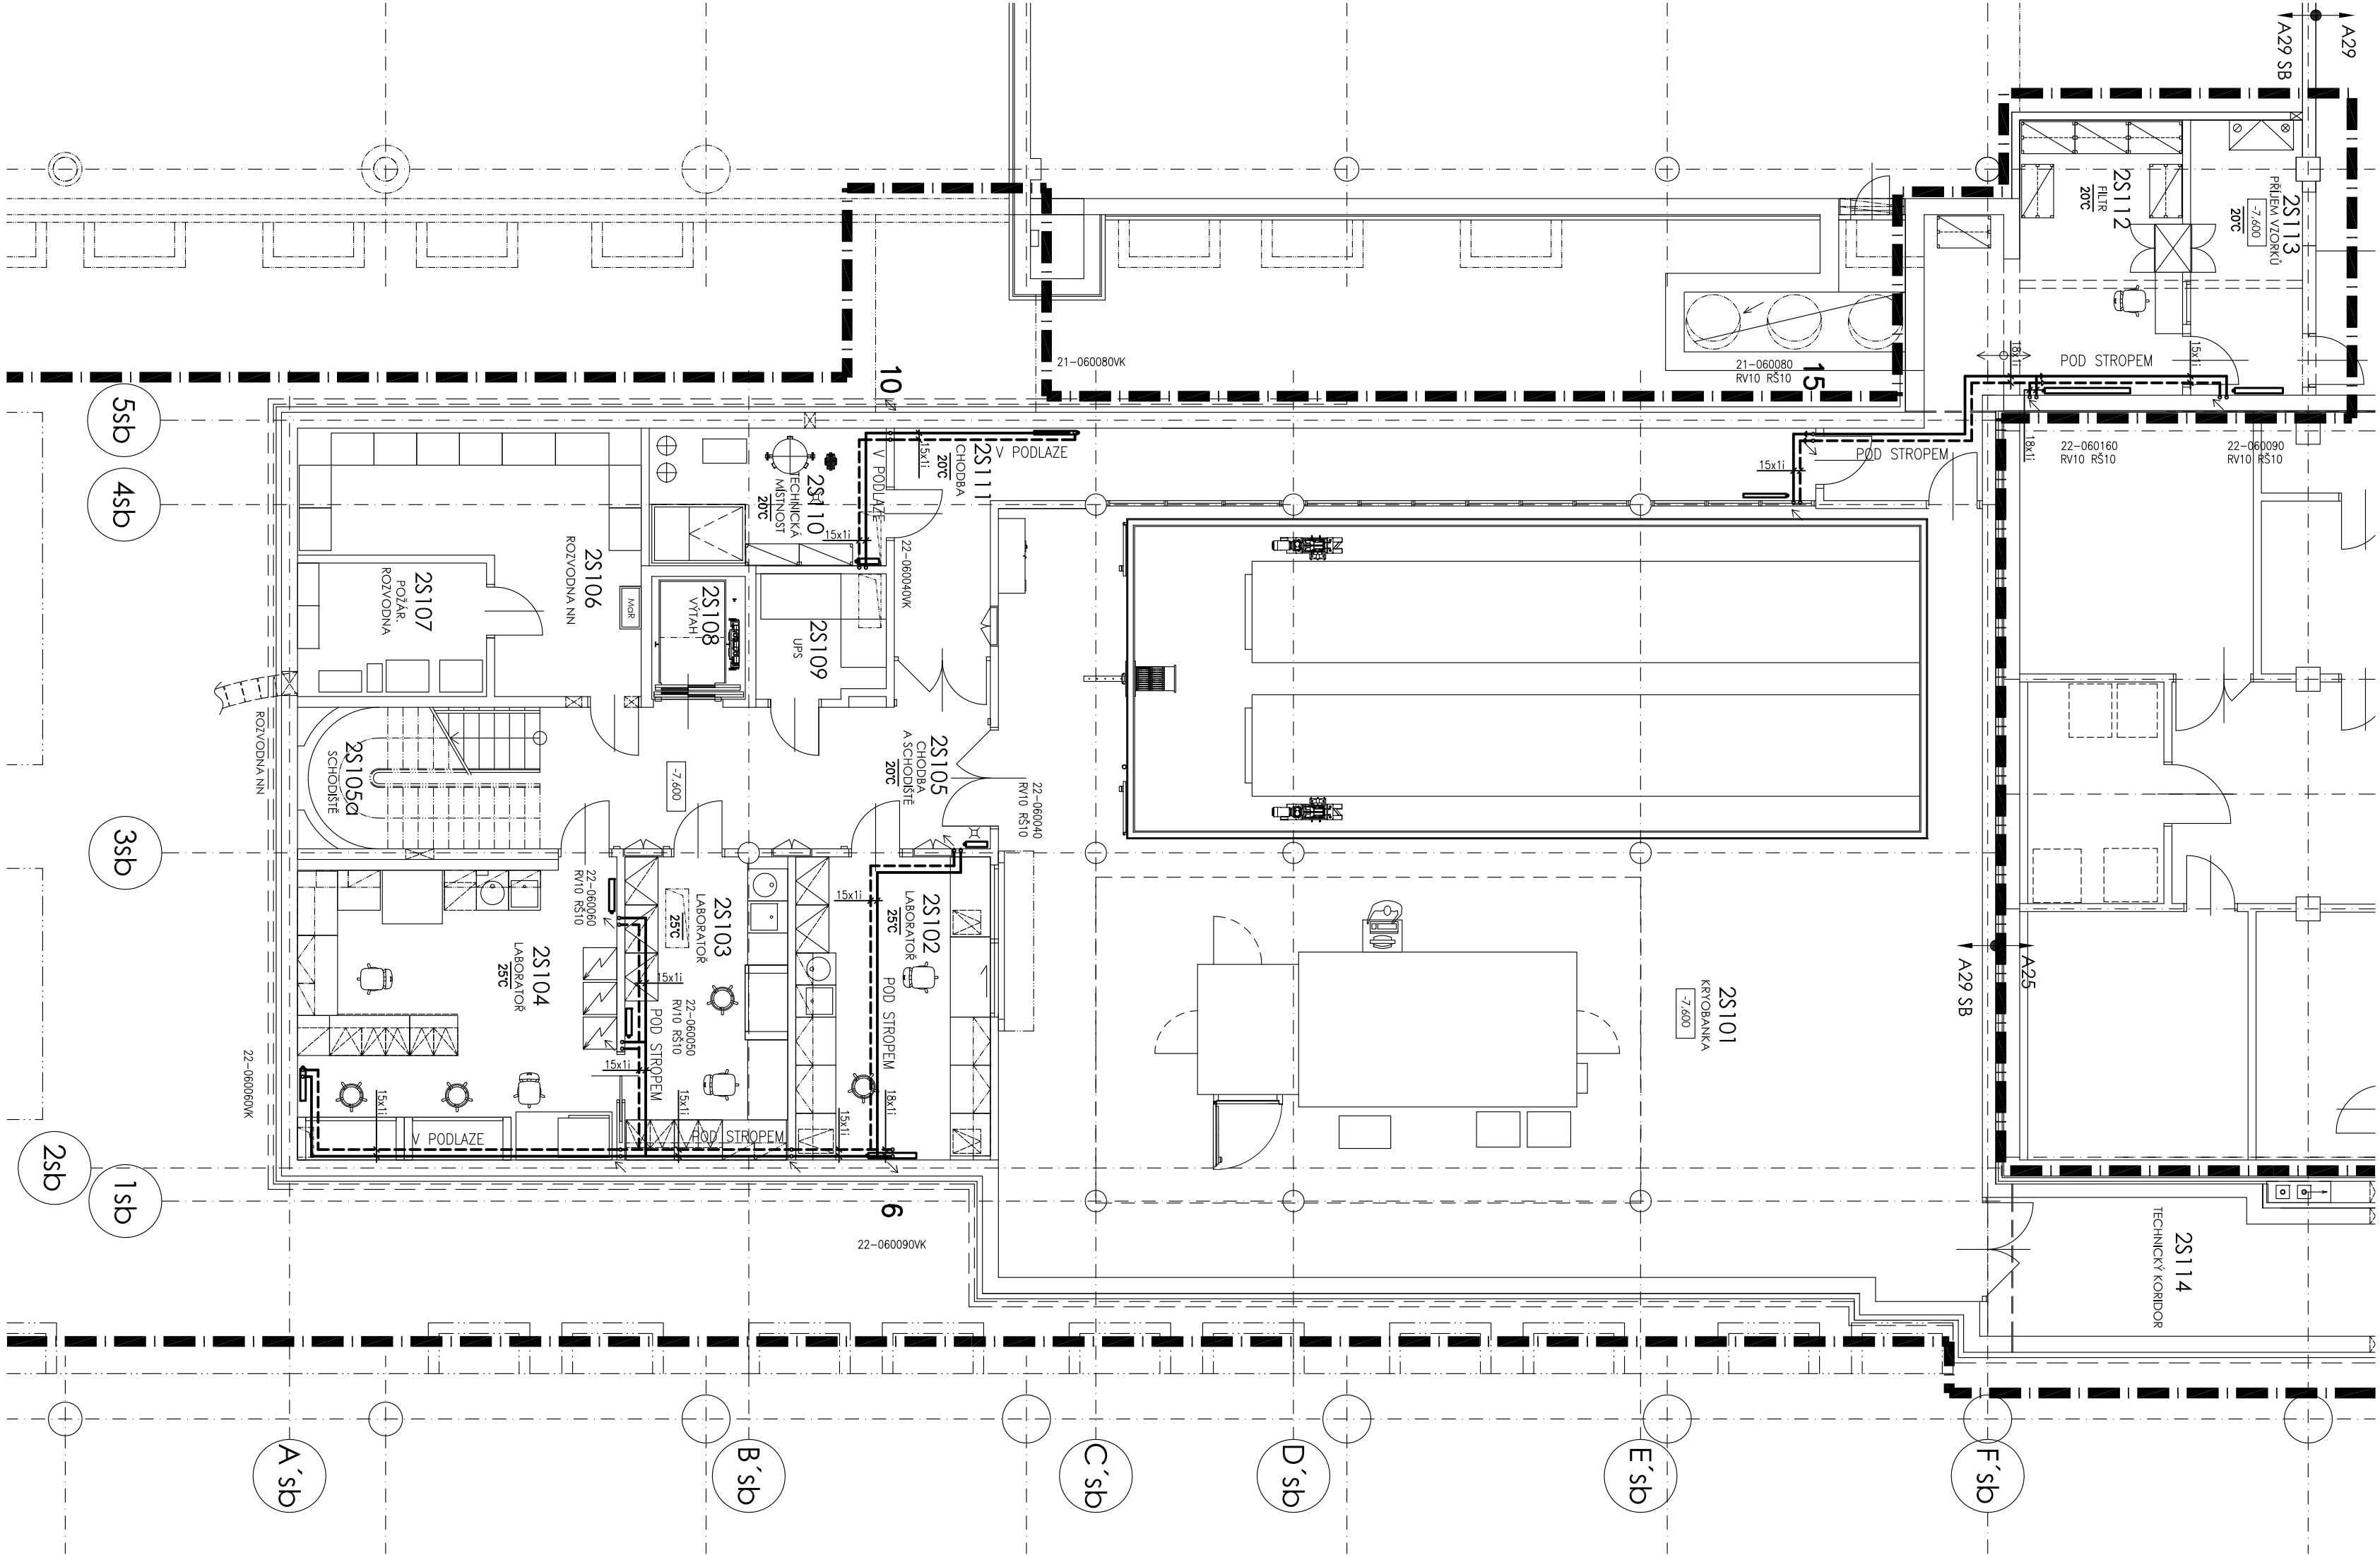 A29
A29 SB
2S113
PŘÍJEM VZORKŮ
-7,600
20°C
2S112
FILTR
20°C
POD STROPEM
18x1i
15x1i
22-060160
RV10 RŠ10
22-060090
RV10 RŠ10
18x1i
21-060080VK
21-060080
RV10 RŠ10
15
10
POD STROPEM
15x1i
V PODLAZE
2S111
CHODBA
20°C
15x1i
V PODLAZE
2S110
TECHNICKÁ
MÍSTNOST
20°C
15x1i
22-060040VK
2S106
ROZVODNA NN
MaR
2S107
POŽÁR.
ROZVODNA
2S108
VÝTAH
2S109
UPS
2S105
CHODBA
A SCHODIŠTĚ
20°C
-7,600
22-060040
RV10 RŠ10
2S105a
SCHODIŠTĚ
ROZVODNA NN
2S104
LABORATOŘ
25°C
22-060060
RV10 RŠ10
2S103
LABORATOŘ
25°C
15x1i
22-060050
RV10 RŠ10
POD STROPEM
15x1i
2S102
LABORATOŘ
25°C
15x1i
POD STROPEM
18x1i
15x1i
15x1i
POD STROPEM
15x1i
V PODLAZE
22-060060VK
6
22-060090VK
2S101
KRYOBANKA
-7,600
A25
A29 SB
2S114
TECHNICKÝ KORIDOR
5sb
4sb
3sb
2sb
1sb
A´sb
B´sb
C´sb
D´sb
E´sb
F´sb